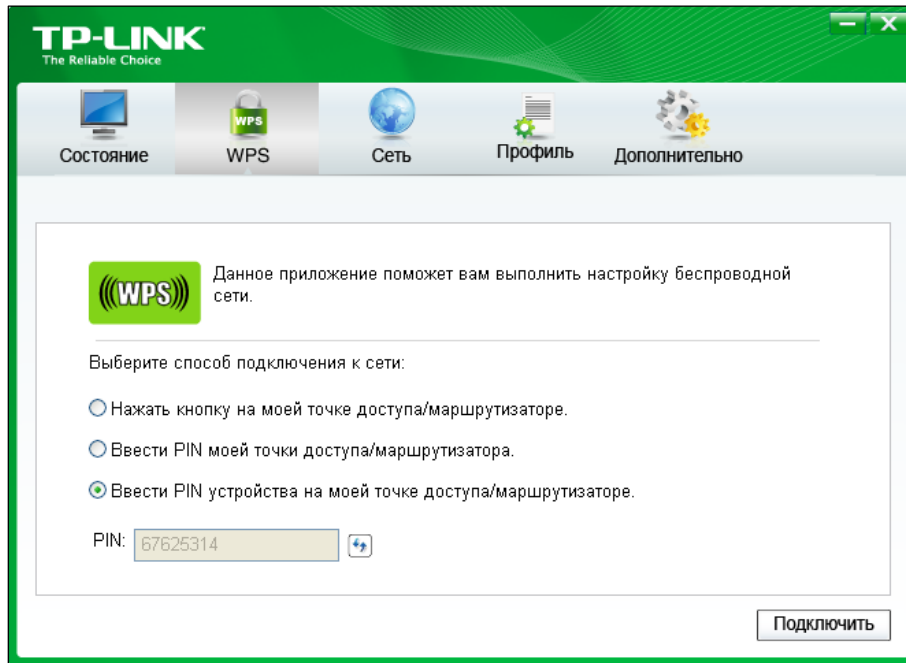 TP-LINK
The Reliable Choice
WPS
Состояние
WPS
Сеть
Профиль
Дополнительно
WPS
Данное приложение поможет вам выполнить настройку беспроводной
сети.
Выберите способ подключения к сети:
Нажать кнопку на моей точке доступа/маршрутизаторе.
Ввести PIN моей точки доступа/маршрутизатора.
Ввести PIN устройства на моей точке доступа/маршрутизаторе.
PIN: 67625314
Подключить